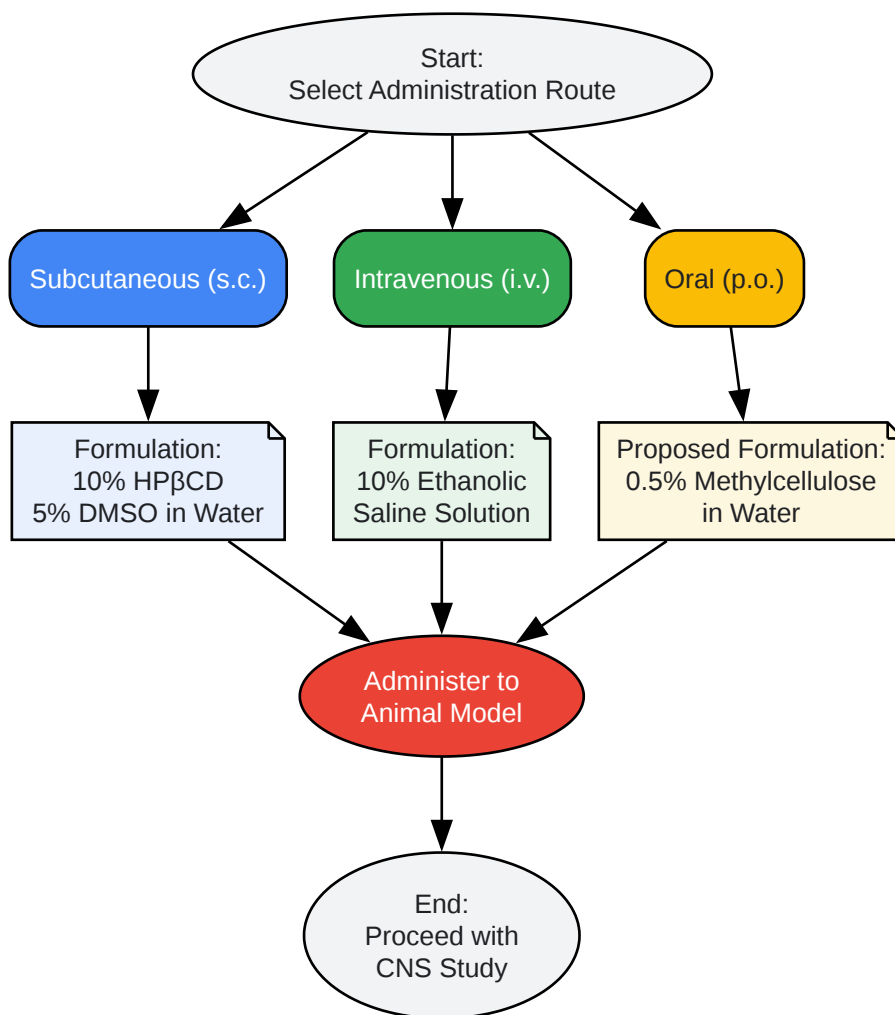 Start:
Select Administration Route
Subcutaneous (s.c.)
Intravenous (i.v.)
Oral (p.o.)
Formulation:
10% HPβCD
5% DMSO in Water
Formulation:
10% Ethanolic
Saline Solution
Proposed Formulation:
0.5% Methylcellulose
in Water
Administer to
Animal Model
End:
Proceed with
CNS Study